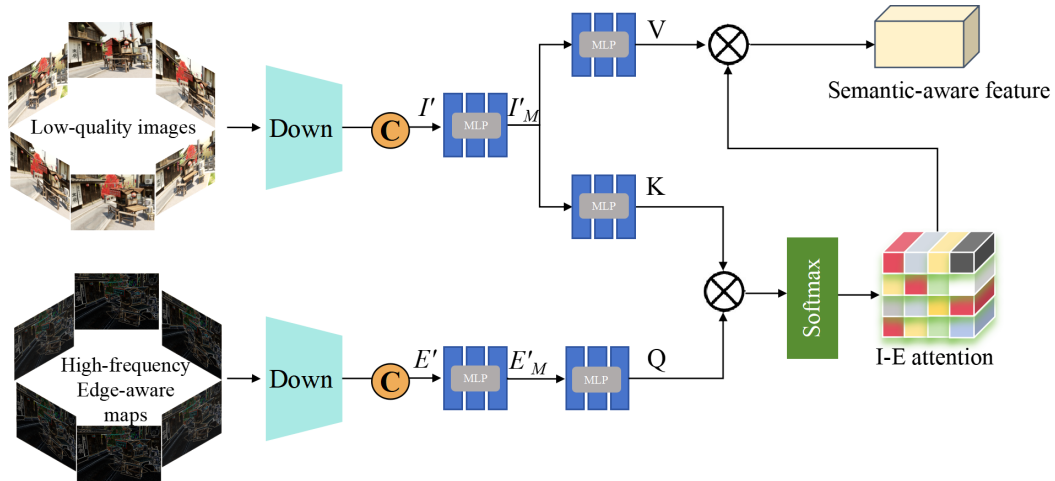 Low-quality images
Down
C
I'
MLP
I'M
MLP
V
MLP
K
Semantic-aware feature
Softmax
I-E attention
High-frequency
Edge-aware
maps
Down
C
E'
MLP
E'M
MLP
Q